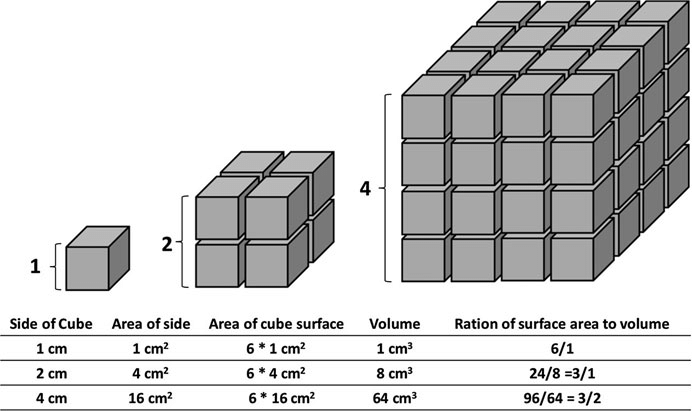 4
2
1
Side of Cube Area of side Area of cube surface Volume Ration of surface area to volume
1 cm 1 cm² 6 * 1 cm² 1 cm³ 6/1
2 cm 4 cm² 6 * 4 cm² 8 cm³ 24/8 =3/1
4 cm 16 cm² 6 * 16 cm² 64 cm³ 96/64 = 3/2